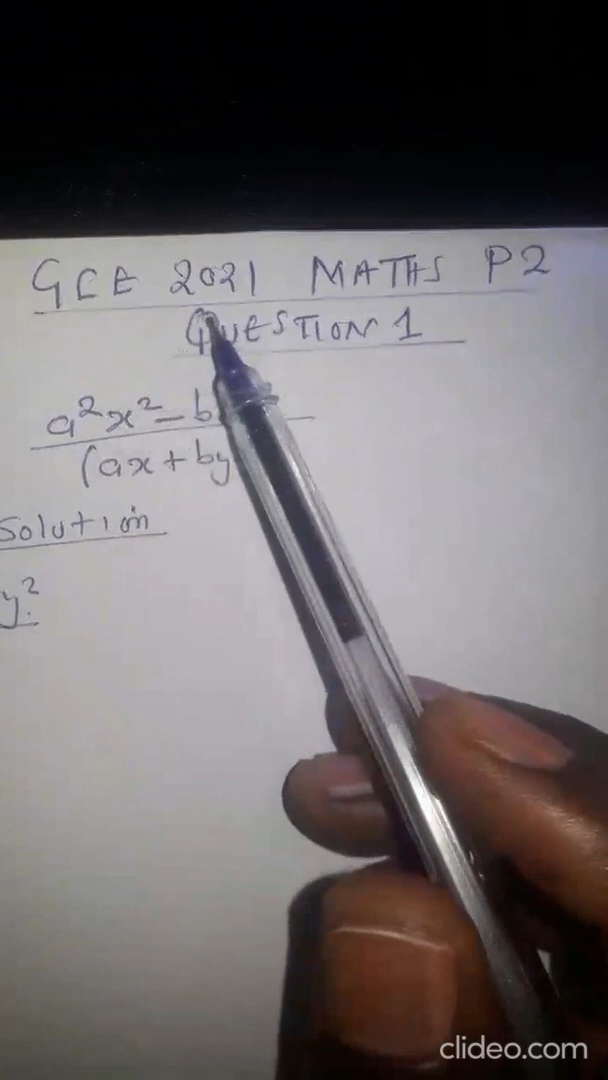 GCE 2021 MATHS P2
QUESTION 1
a²x² - b
(ax + by
Solution
y²
clideo.com